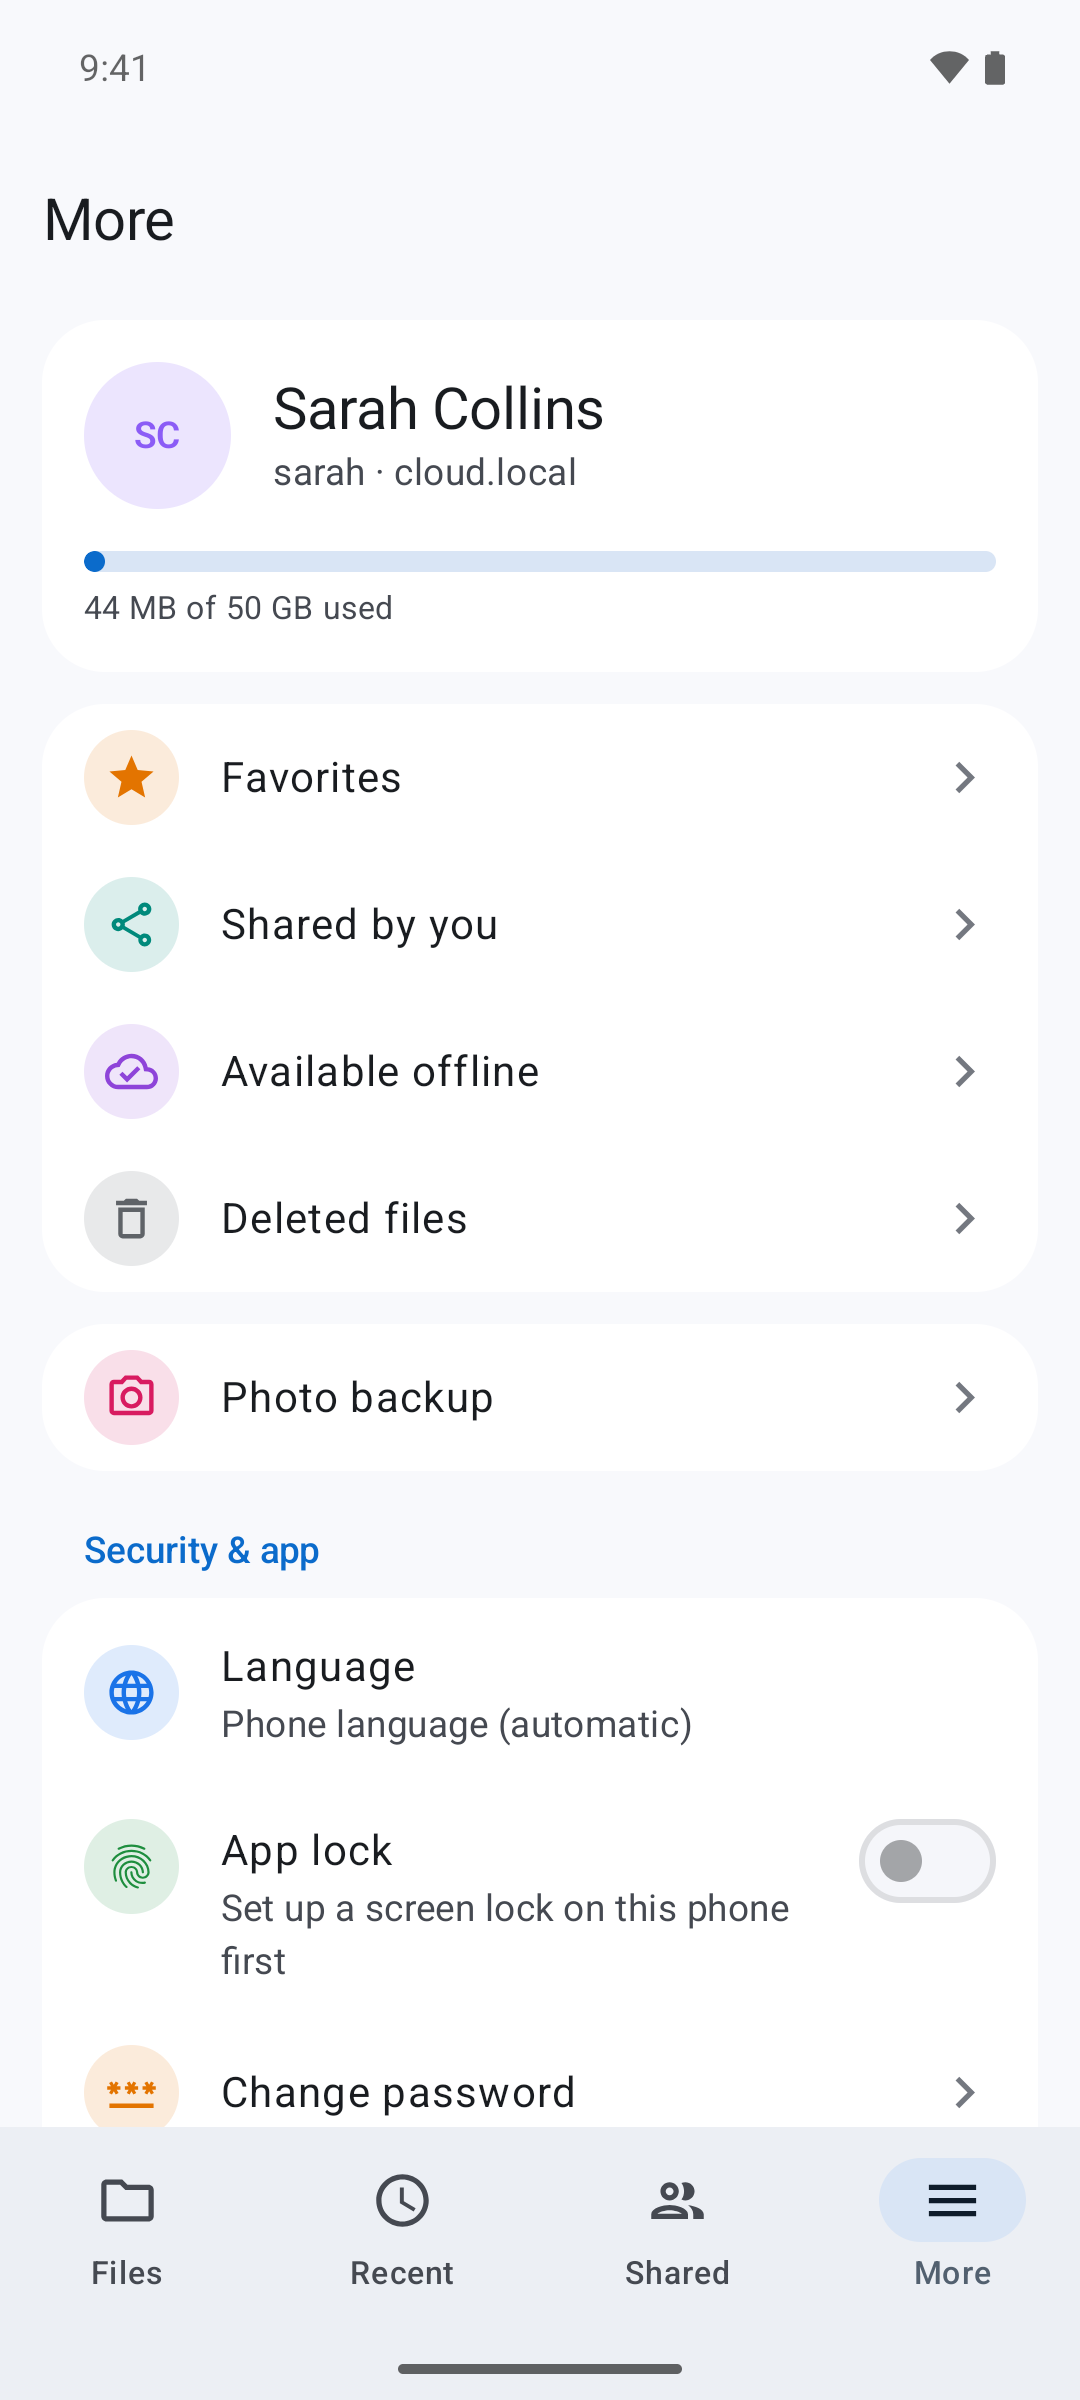 9:41
More
SC
Sarah Collins
sarah · cloud.local
44 MB of 50 GB used
Favorites
Shared by you
Available offline
Deleted files
Photo backup
Security & app
Language
Phone language (automatic)
App lock
Set up a screen lock on this phone
first
Change password
Files
Recent
Shared
More